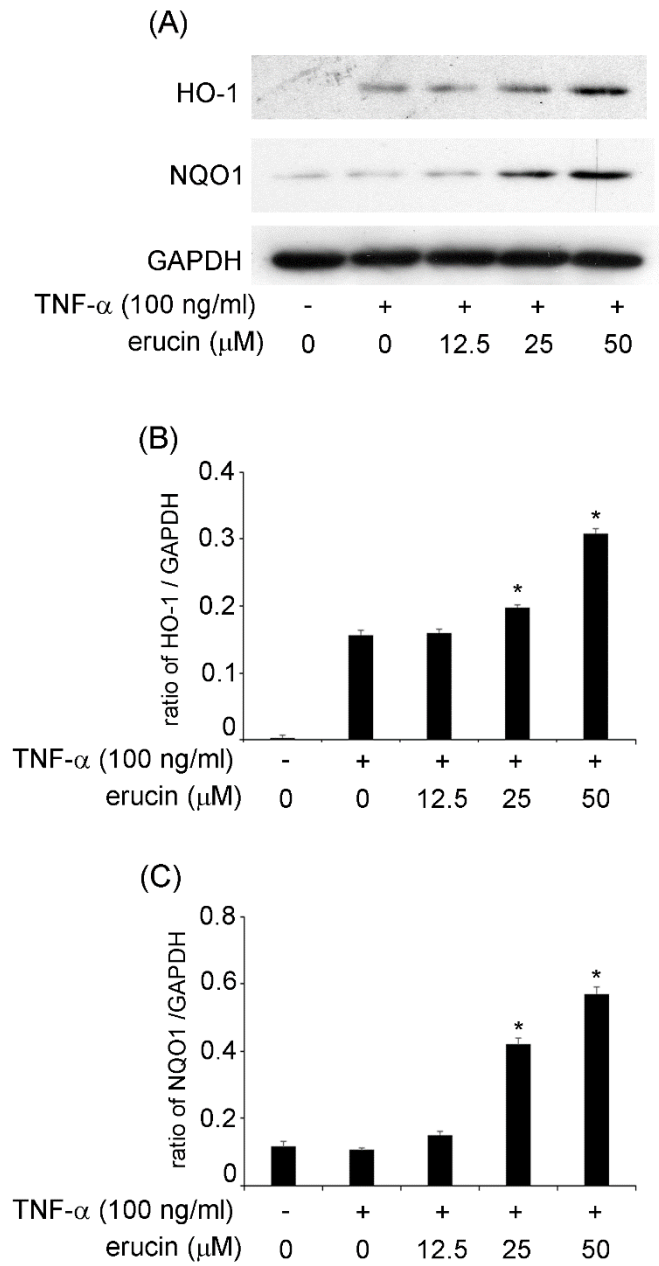 (A)
HO-1
NQO1
GAPDH
TNF-α (100 ng/ml) - + + + +
erucin (μM) 0 0 12.5 25 50
(B)
ratio of HO-1 / GAPDH
0.4
0.3
0.2
0.1
0
* *
TNF-α (100 ng/ml) - + + + +
erucin (μM) 0 0 12.5 25 50
(C)
ratio of NQO1 /GAPDH
0.8
0.6
0.4
0.2
0
* *
TNF-α (100 ng/ml) - + + + +
erucin (μM) 0 0 12.5 25 50